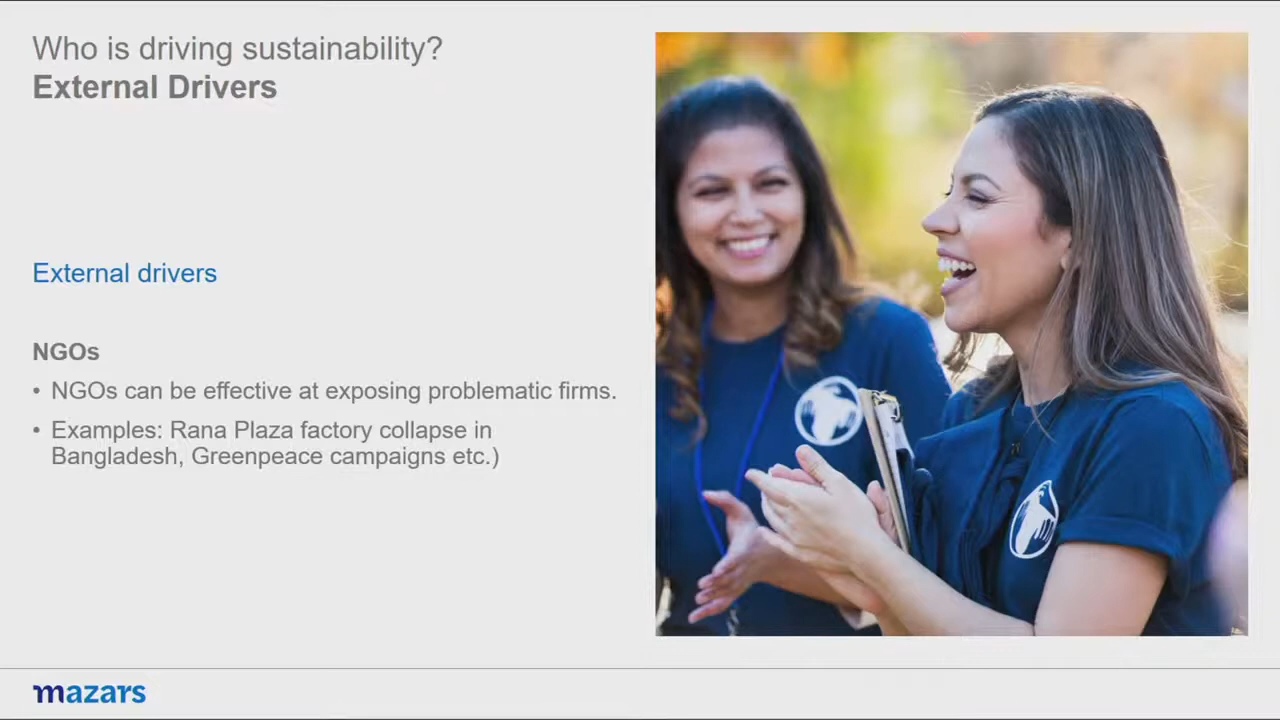 Who is driving sustainability?
External Drivers
External drivers
NGOs
• NGOs can be effective at exposing problematic firms.
• Examples: Rana Plaza factory collapse in
Bangladesh, Greenpeace campaigns etc.)
mazars